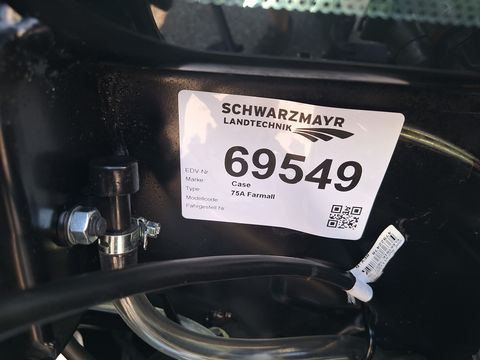 SCHWARZMAYR
LANDTECHNIK
69549
EDV-Nr.
Marke Case
Type 75A Farmall
Modellcode
Fahrgestell Nr.